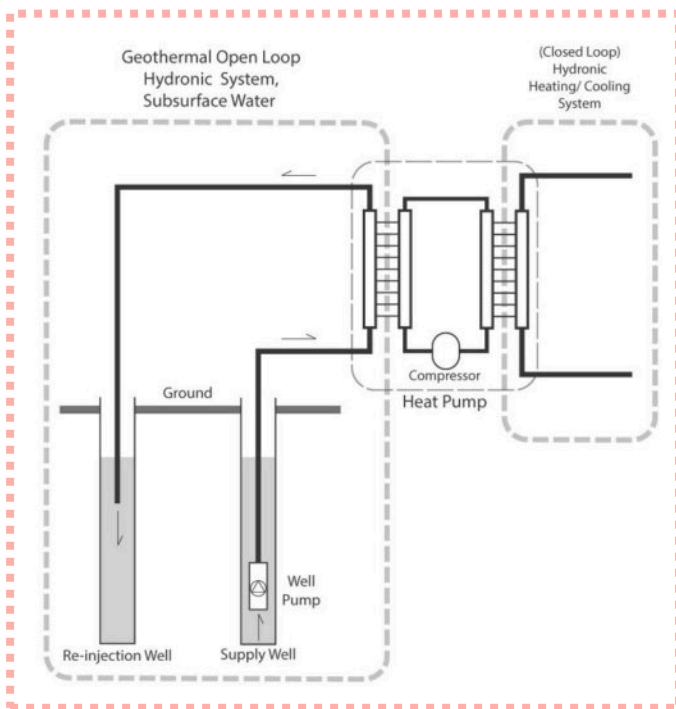 Geothermal Open Loop
Hydronic System,
Subsurface Water
(Closed Loop)
Hydronic
Heating/ Cooling
System
Compressor
Heat Pump
Ground
Well
Pump
Re-injection Well
Supply Well